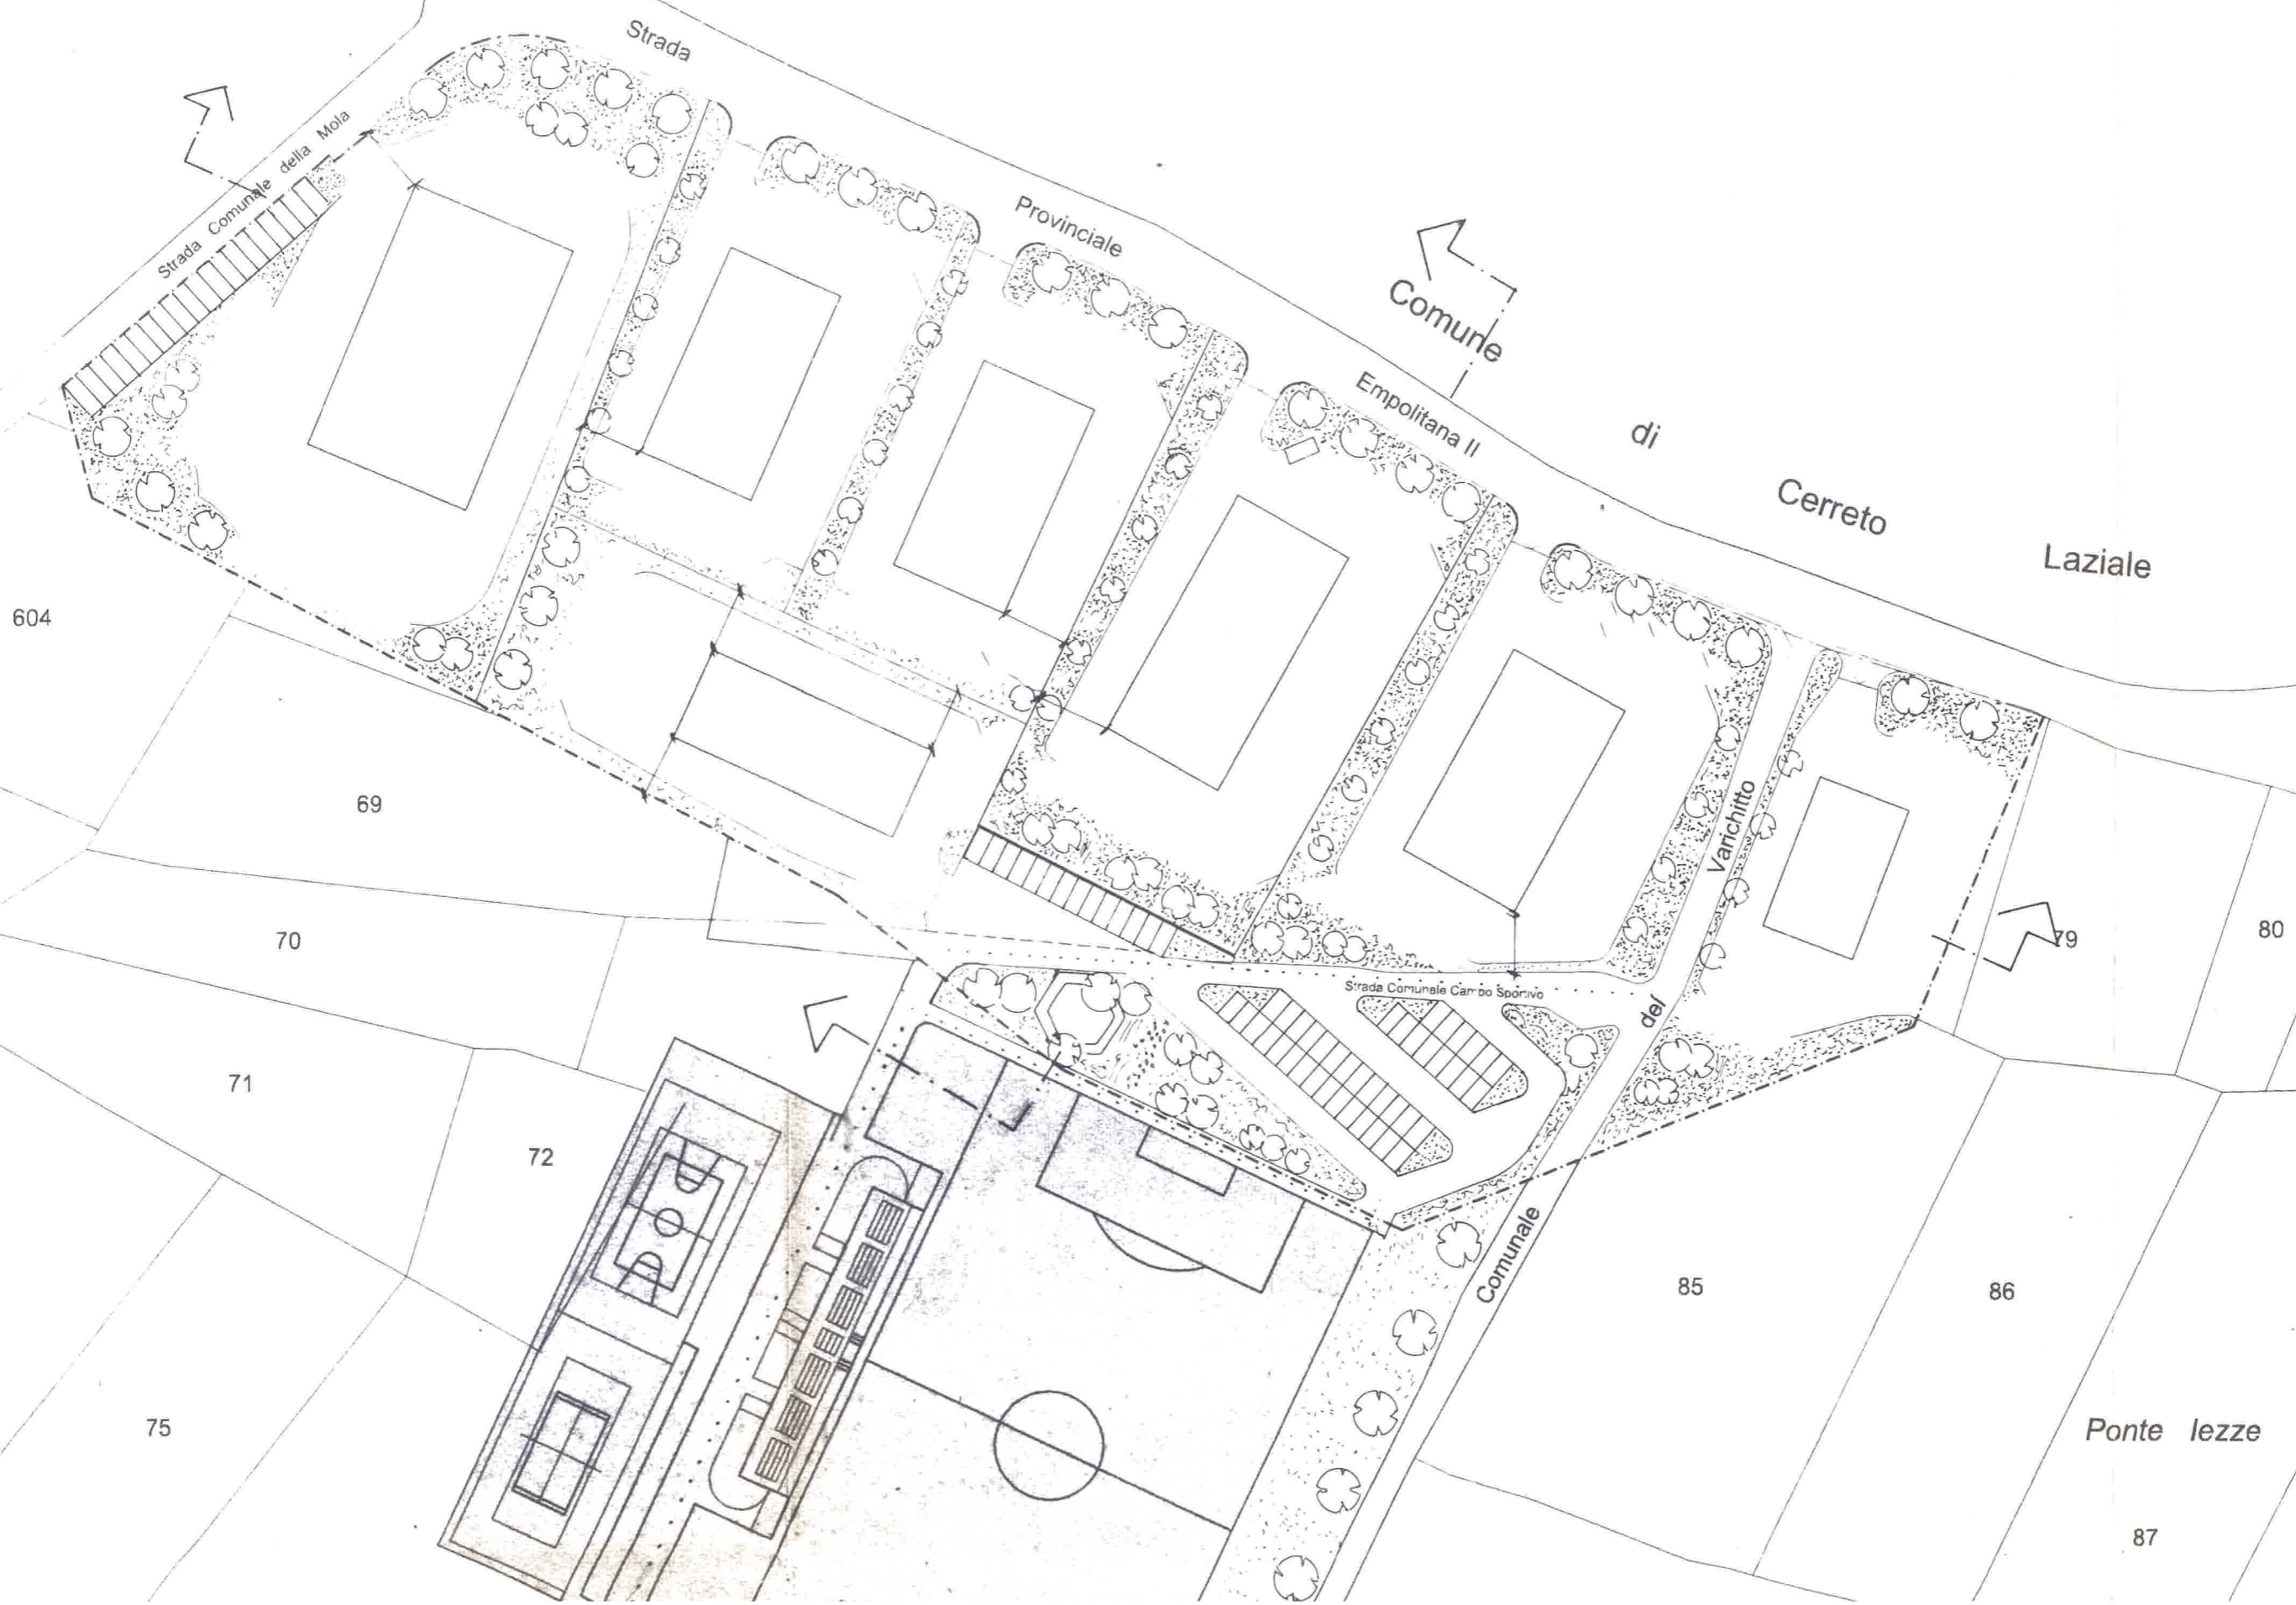 Strada
Provinciale
Empolitana II
Strada Comunale della Mola
Comune
di
Cerreto
Laziale
604
69
70
71
72
75
79
80
Strada Comunale Campo Sportivo
Varichitto
del
Comunale
85
86
87
Ponte Iezze